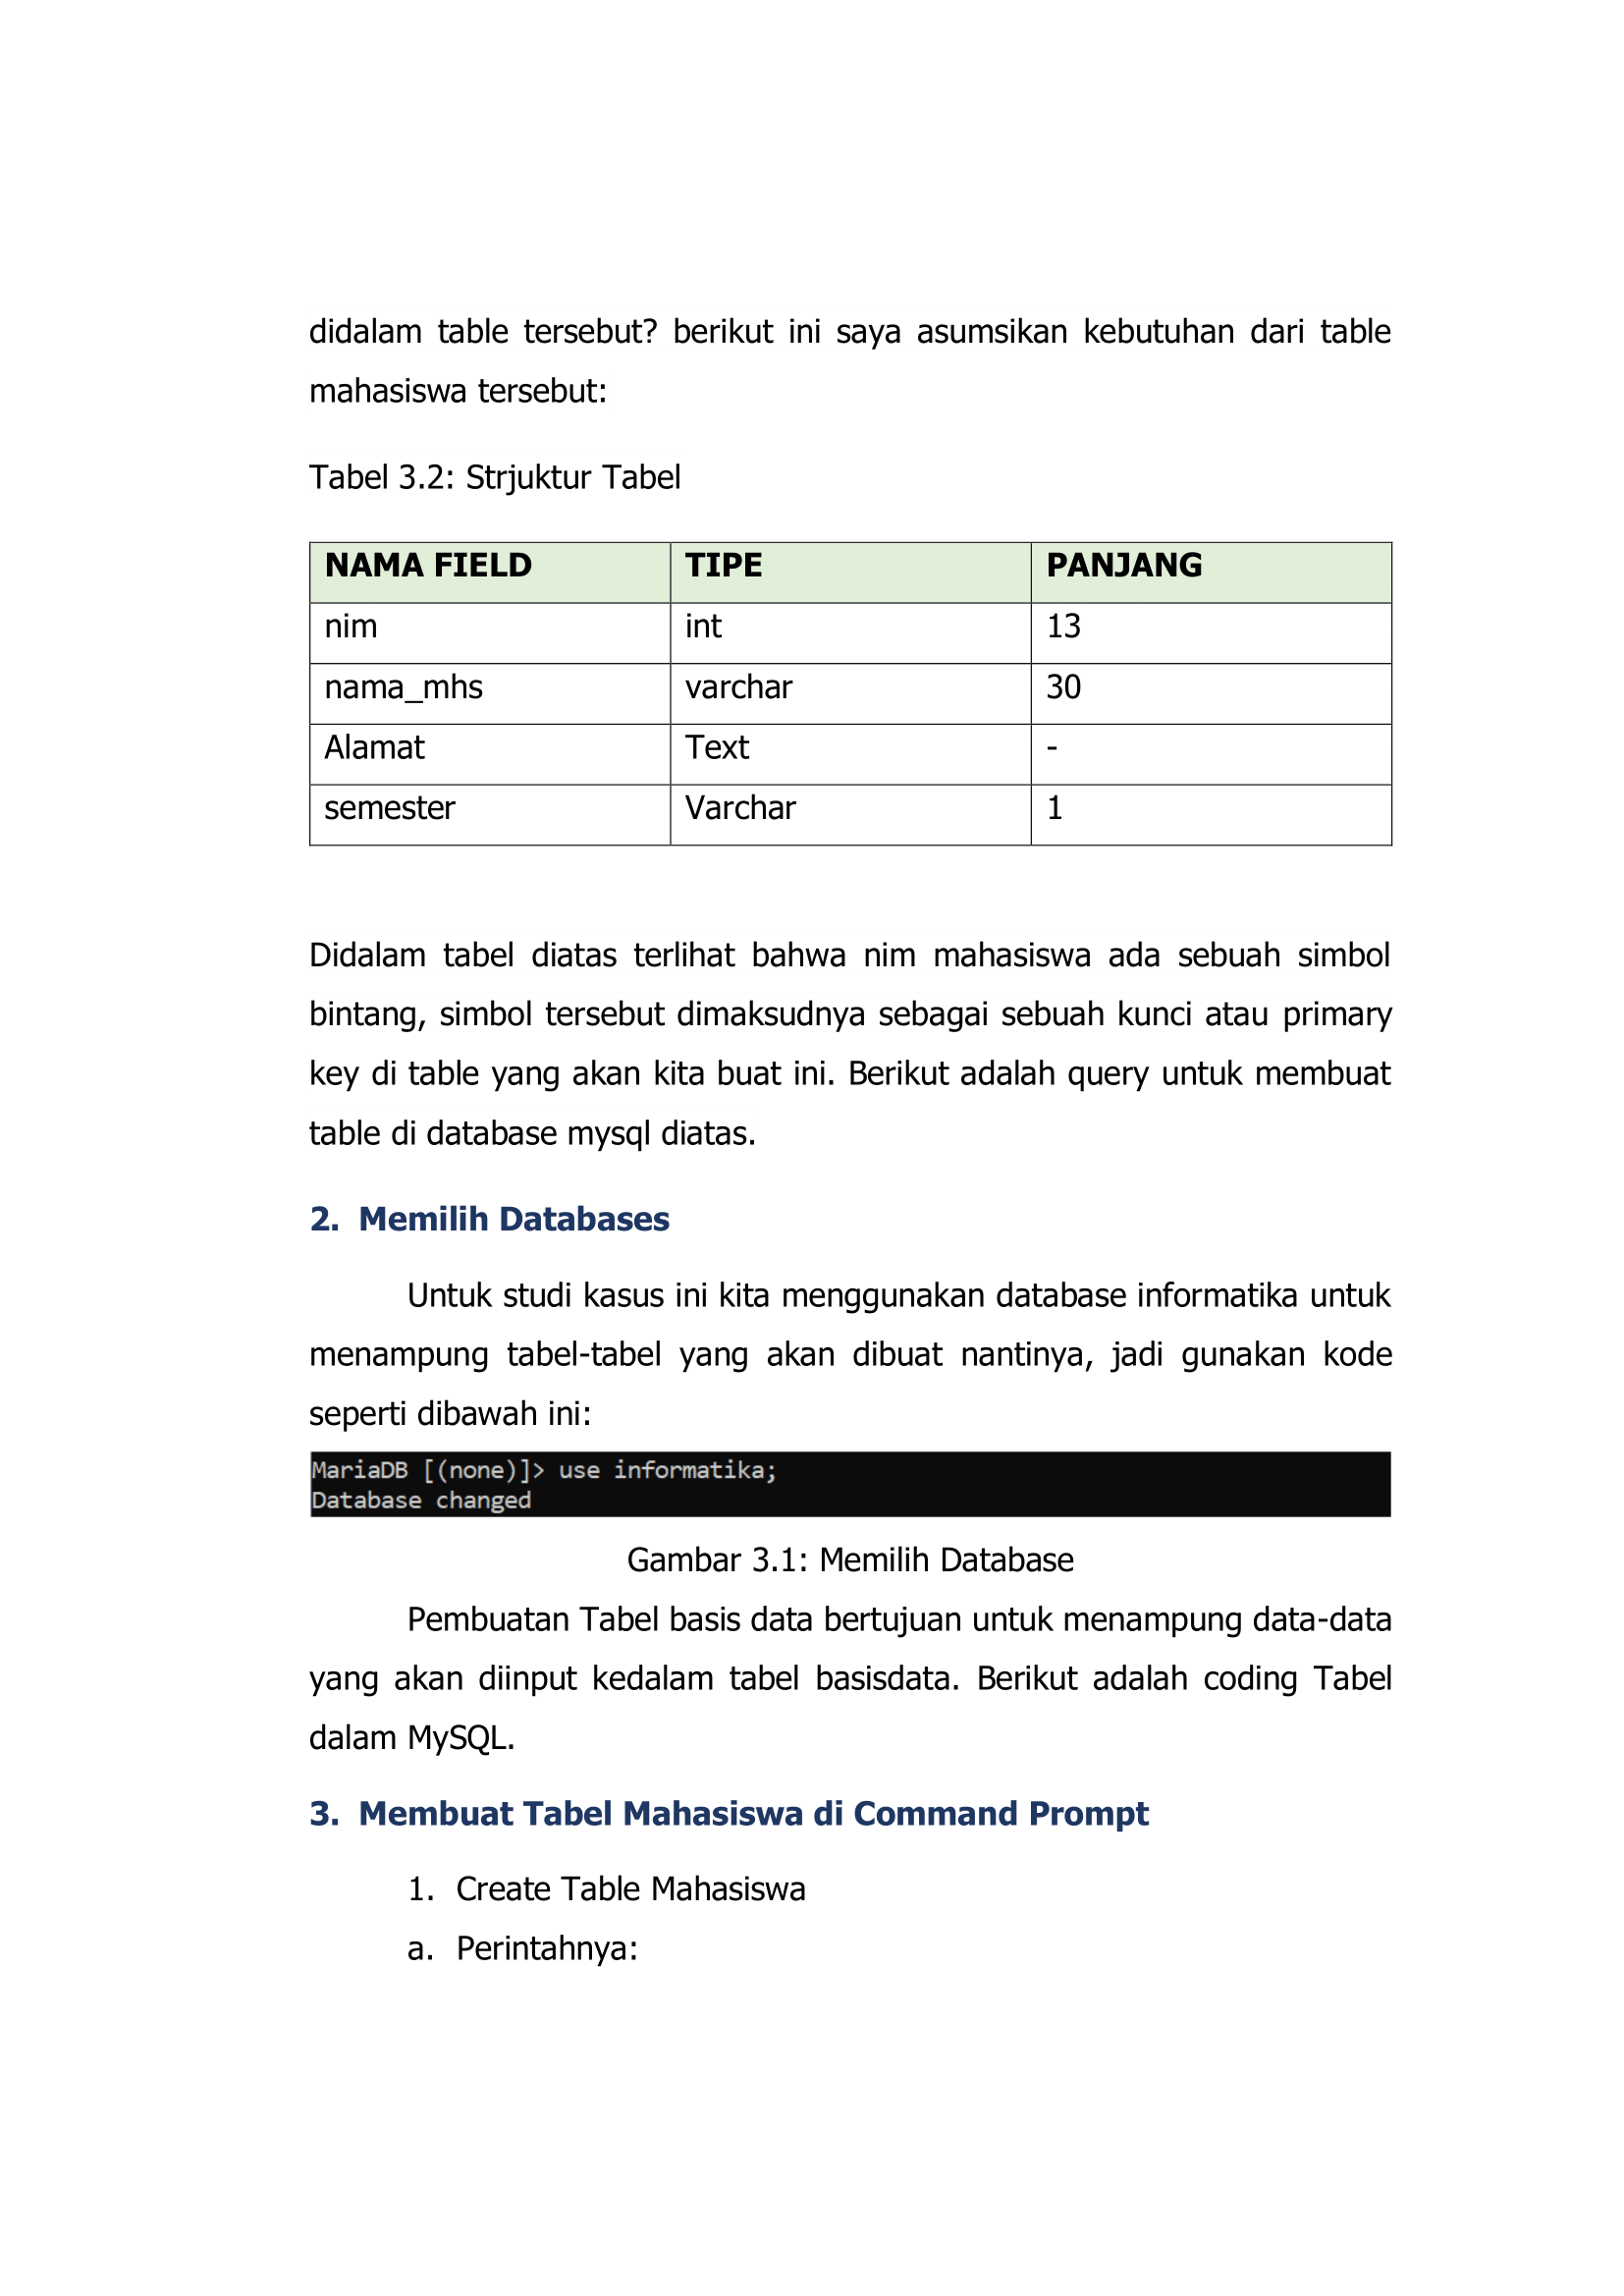 didalam table tersebut? berikut ini saya asumsikan kebutuhan dari table
mahasiswa tersebut:
Tabel 3.2: Strjuktur Tabel
NAMA FIELD TIPE PANJANG
nim int 13
nama_mhs varchar 30
Alamat Text -
semester Varchar 1
Didalam tabel diatas terlihat bahwa nim mahasiswa ada sebuah simbol
bintang, simbol tersebut dimaksudnya sebagai sebuah kunci atau primary
key di table yang akan kita buat ini. Berikut adalah query untuk membuat
table di database mysql diatas.
2. Memilih Databases
Untuk studi kasus ini kita menggunakan database informatika untuk
menampung tabel-tabel yang akan dibuat nantinya, jadi gunakan kode
seperti dibawah ini:
MariaDB [(none)]> use informatika;
Database changed
Gambar 3.1: Memilih Database
Pembuatan Tabel basis data bertujuan untuk menampung data-data
yang akan diinput kedalam tabel basisdata. Berikut adalah coding Tabel
dalam MySQL.
3. Membuat Tabel Mahasiswa di Command Prompt
1. Create Table Mahasiswa
a. Perintahnya: